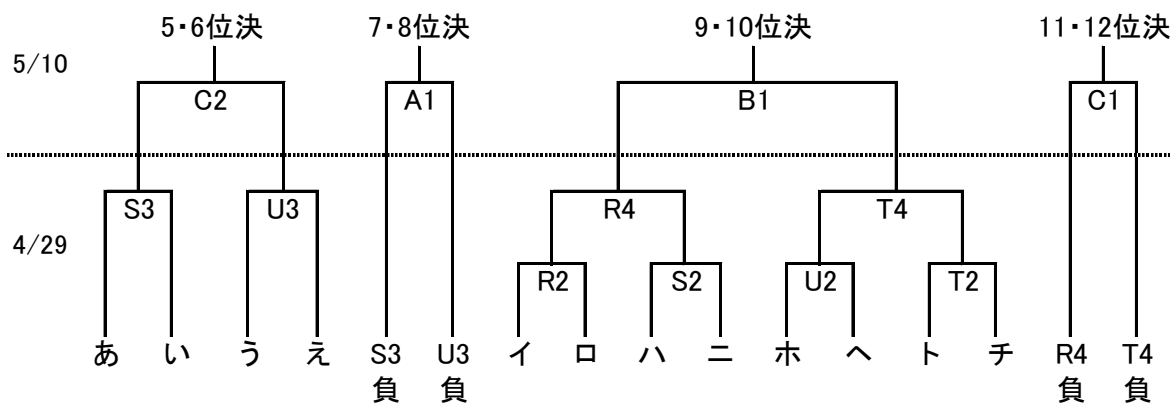 5・6位決 7・8位決 9・10位決 11・12位決
5/10
C2 A1 B1 C1
S3 U3 R4 T4
4/29
R2 S2 U2 T2
あ い う え S3 U3 イ ロ ハ ニ ホ ヘ ト チ R4 T4
負 負 負 負